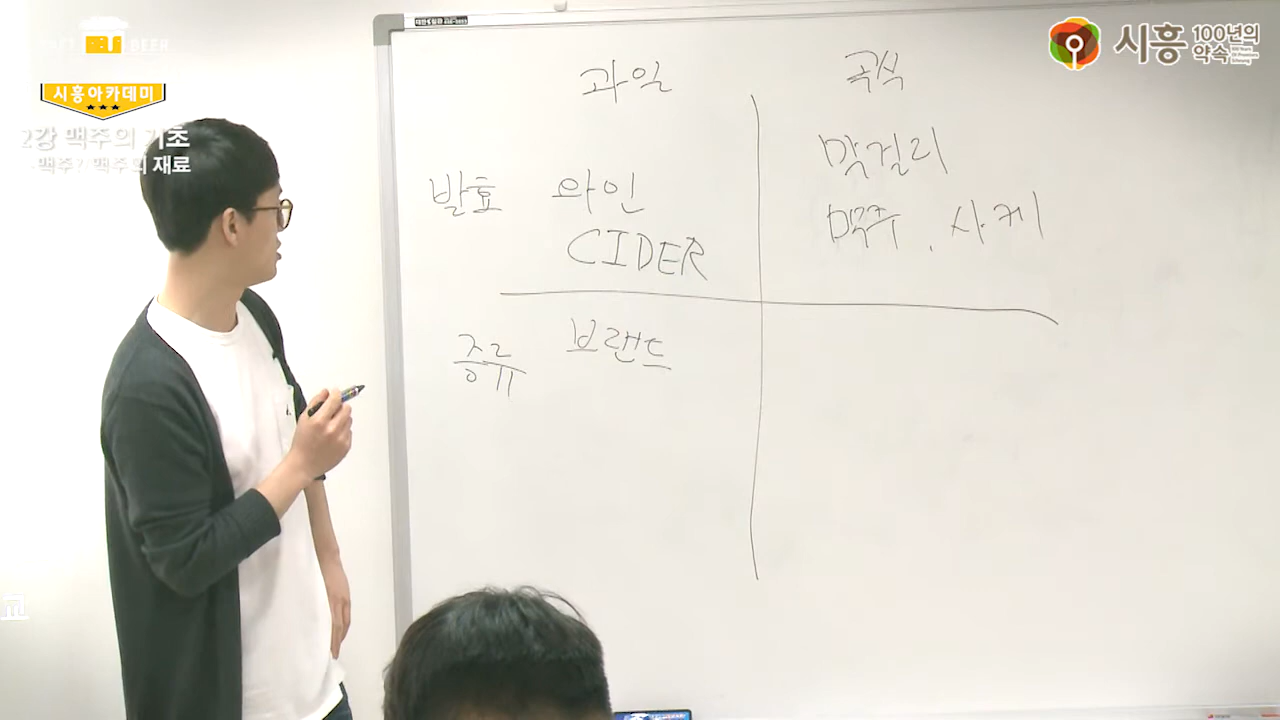 BEER
시흥아카데미
2강 맥주의 기초
맥주? 맥주의 재료
시흥 100년의 약속
과일 곡식
발효 와인 막걸리
CIDER 맥주, 사케
증류 브랜드
교